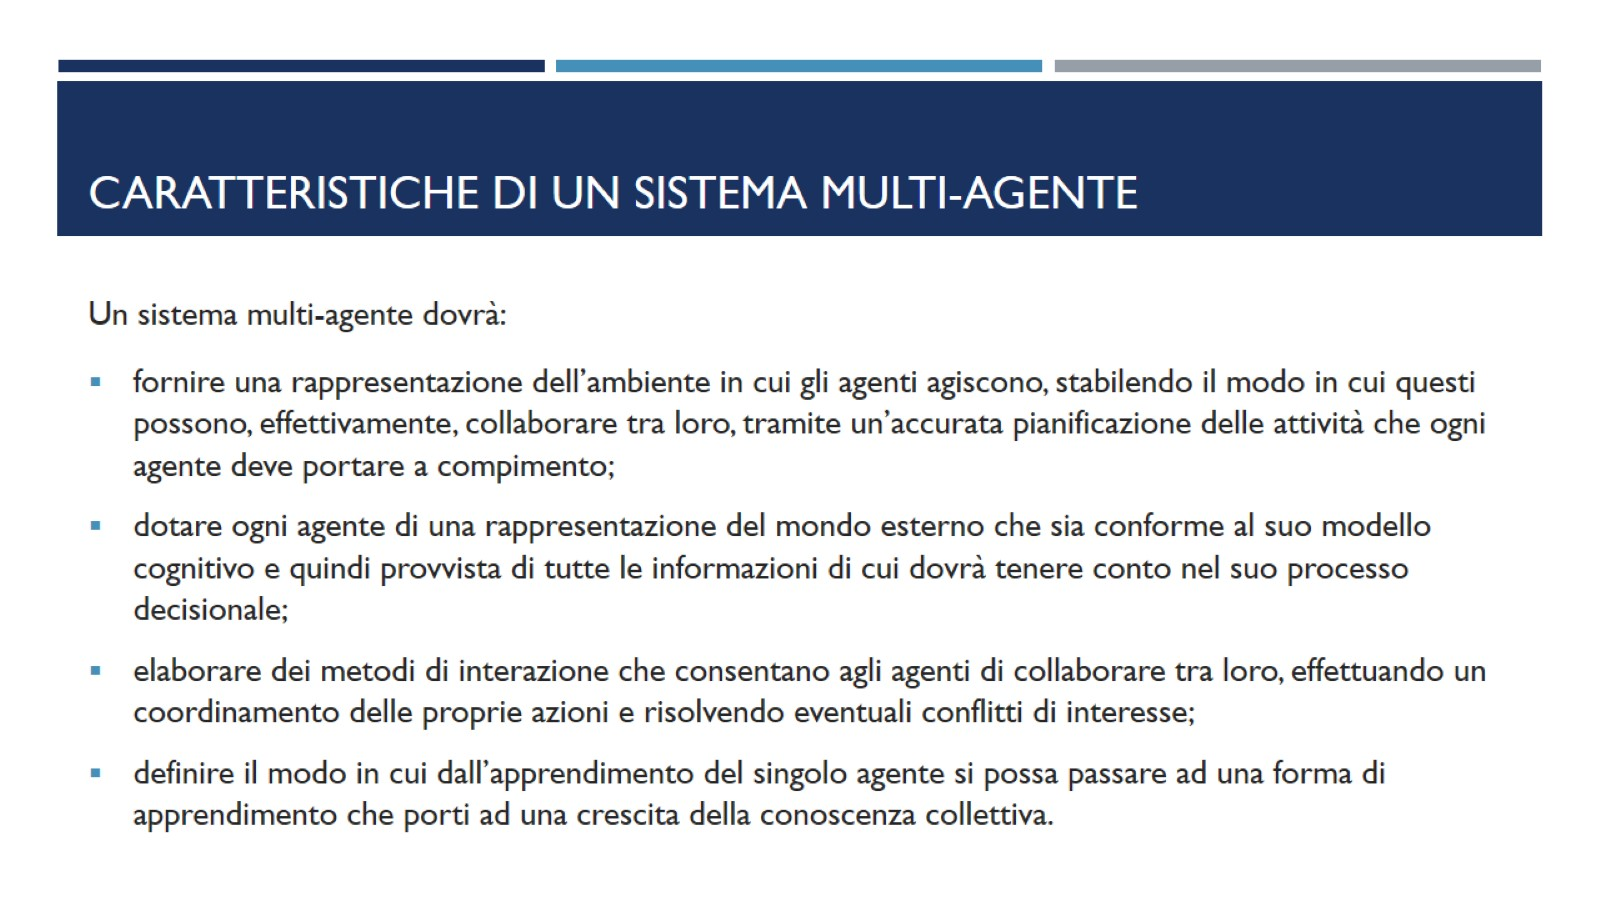 CARATTERISTICHE DI UN SISTEMA MULTI-AGENTE
Un sistema multi-agente dovrà:
▪ fornire una rappresentazione dell’ambiente in cui gli agenti agiscono, stabilendo il modo in cui questi
possono, effettivamente, collaborare tra loro, tramite un’accurata pianificazione delle attività che ogni
agente deve portare a compimento;
▪ dotare ogni agente di una rappresentazione del mondo esterno che sia conforme al suo modello
cognitivo e quindi provvista di tutte le informazioni di cui dovrà tenere conto nel suo processo
decisionale;
▪ elaborare dei metodi di interazione che consentano agli agenti di collaborare tra loro, effettuando un
coordinamento delle proprie azioni e risolvendo eventuali conflitti di interesse;
▪ definire il modo in cui dall’apprendimento del singolo agente si possa passare ad una forma di
apprendimento che porti ad una crescita della conoscenza collettiva.